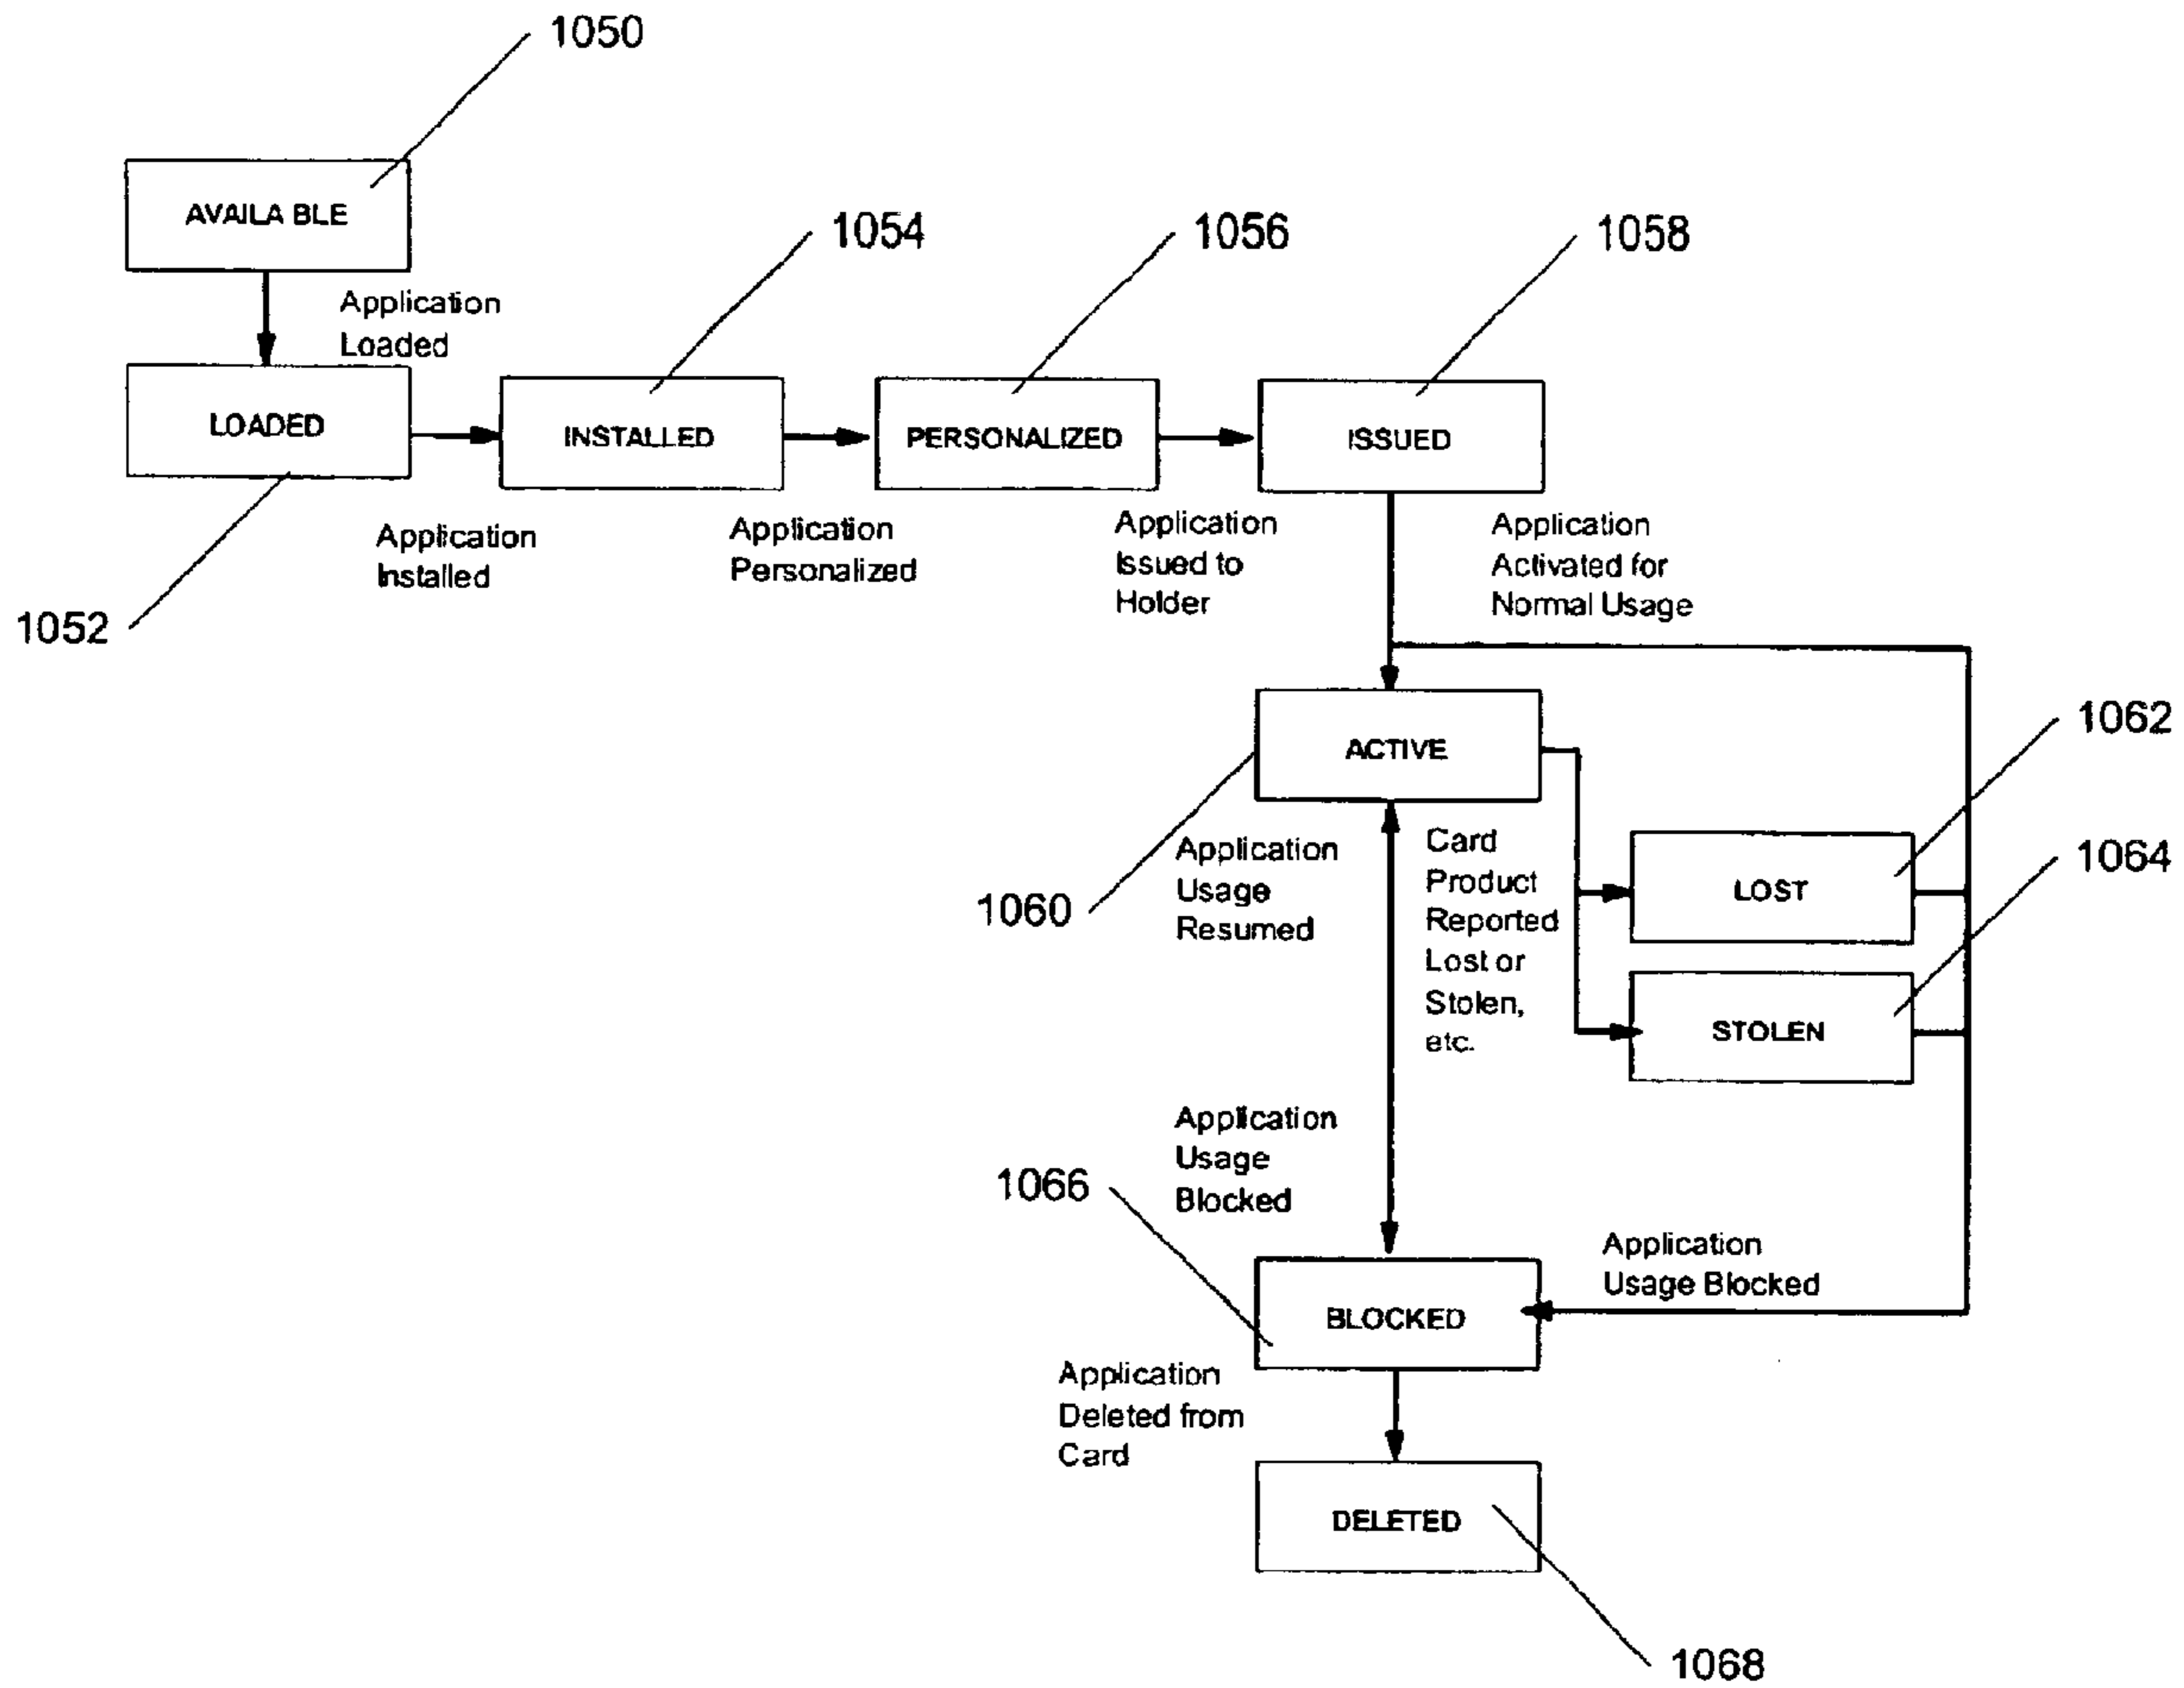 1050
AVAILABLE
Application
Loaded
1054
1056
1058
LOADED
INSTALLED
PERSONALIZED
ISSUED
1052
Application
Installed
Application
Personalized
Application
Issued to
Holder
Application
Activated for
Normal Usage
ACTIVE
1060
1062
1064
Application
Usage
Resumed
Card
Product
Reported
Lost or
Stolen,
etc.
LOST
STOLEN
Application
Usage
Blocked
1066
Application
Usage Blocked
BLOCKED
Application
Deleted from
Card
DELETED
1068